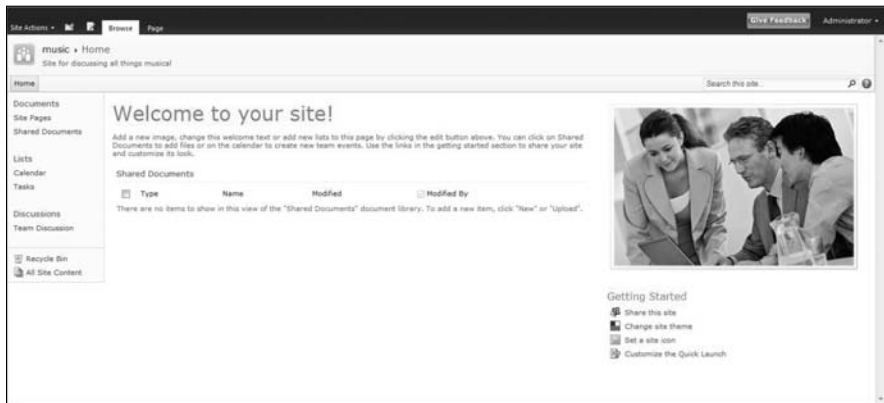 Site Actions
Browse
Page
Give Feedback
Administrator
music ▸ Home
Site for discussing all things musical
Home
Search this site...
Documents
Site Pages
Shared Documents
Lists
Calendar
Tasks
Discussions
Team Discussion
Recycle Bin
All Site Content
Welcome to your site!
Add a new image, change this welcome text or add new lists to this page by clicking the edit button above. You can click on Shared
Documents to add files or on the calendar to create new team events. Use the links in the getting started section to share your site
and customize its look.
Shared Documents
Type Name Modified Modified By
There are no items to show in this view of the "Shared Documents" document library. To add a new item, click "New" or "Upload".
Getting Started
Share this site
Change site theme
Set a site icon
Customize the Quick Launch